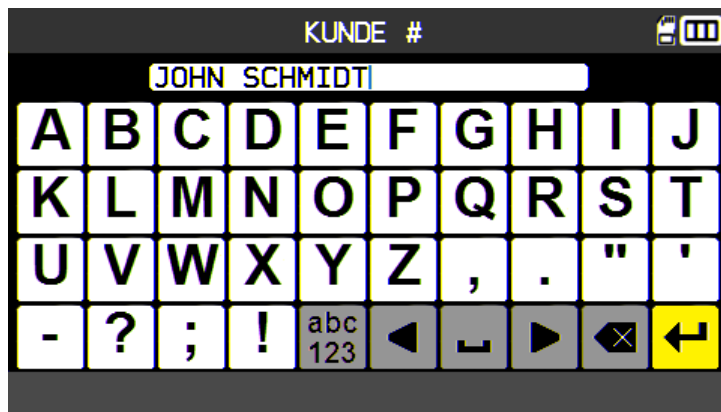 KUNDE #
JOHN SCHMIDT
A B C D E F G H I J
K L M N O P Q R S T
U V W X Y Z , . " '
- ? ; ! abc
123